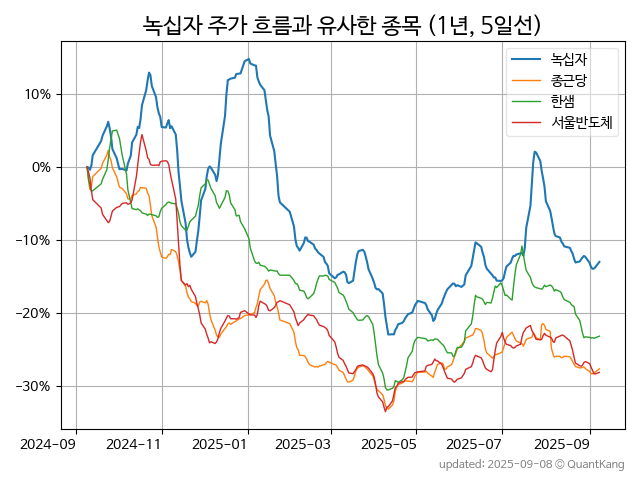 녹십자 주가 흐름과 유사한 종목 (1년, 5일선)
녹십자
종근당
한샘
서울반도체
10%
0%
−10%
−20%
−30%
2024-09 2024-11 2025-01 2025-03 2025-05 2025-07 2025-09
updated: 2025-09-08 © QuantKang